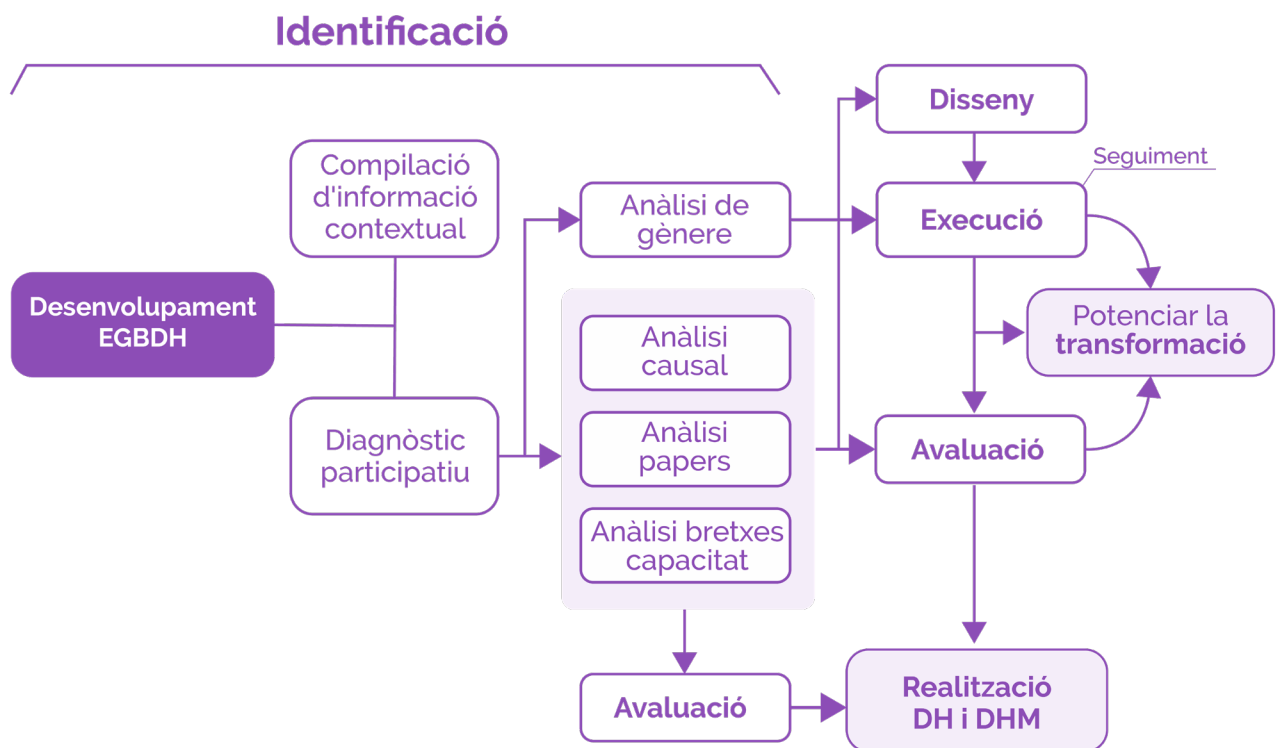 Identificació
Desenvolupament
EGBDH
Compilació
d'informació
contextual
Diagnòstic
participatiu
Anàlisi de
gènere
Anàlisi
causal
Anàlisi
papers
Anàlisi bretxes
capacitat
Avaluació
Disseny
Seguiment
Execució
Potenciar la
transformació
Avaluació
Realització
DH i DHM